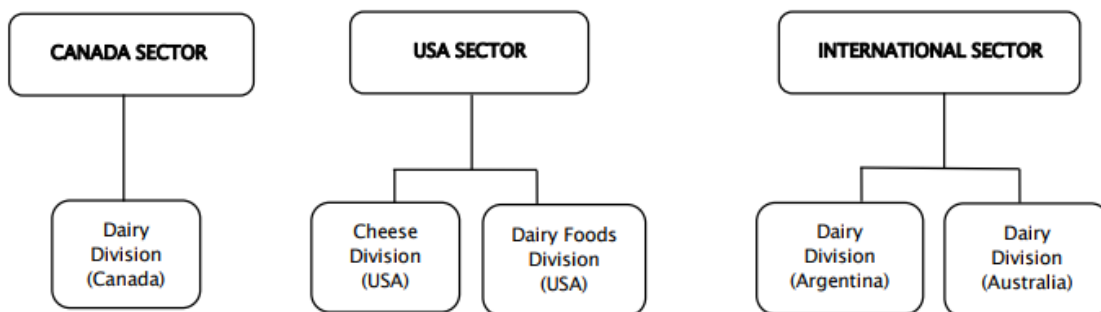 CANADA SECTOR
USA SECTOR
INTERNATIONAL SECTOR
Dairy
Division
(Canada)
Cheese
Division
(USA)
Dairy Foods
Division
(USA)
Dairy
Division
(Argentina)
Dairy
Division
(Australia)